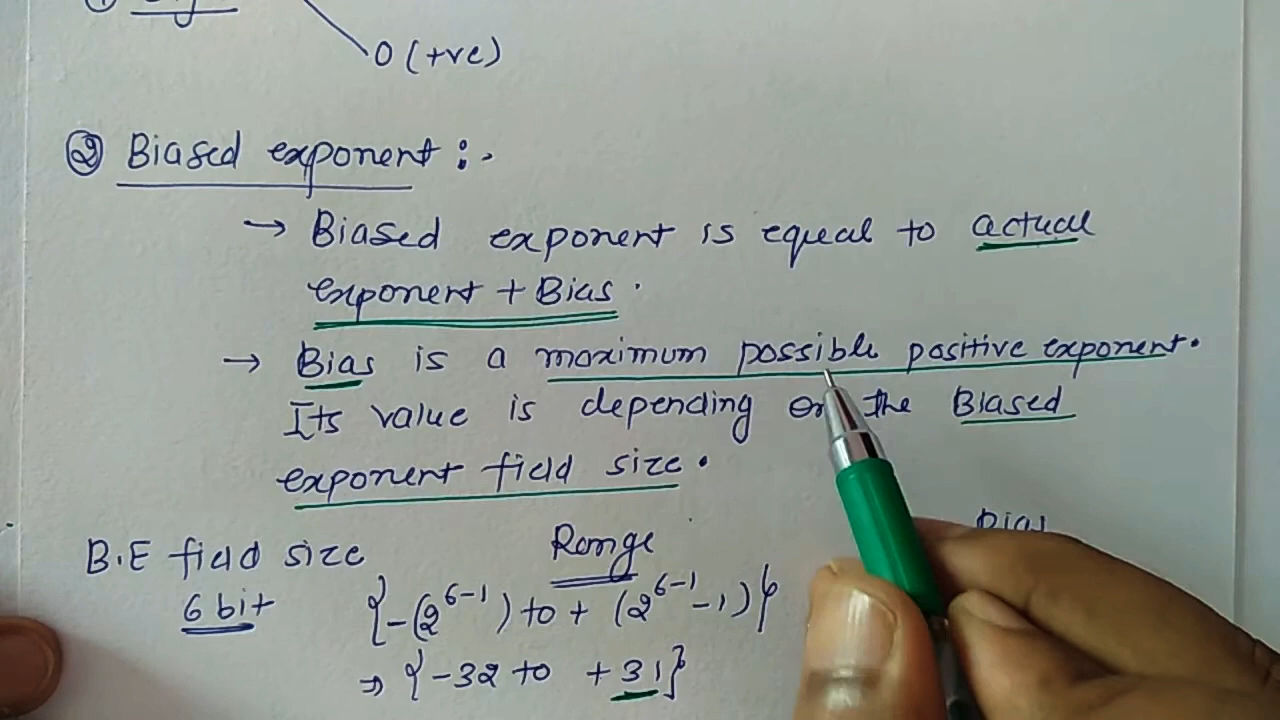 0 (+ve)
② Biased exponent :-
→ Biased exponent is equal to actual
exponent + Bias.
→ Bias is a maximum possible positive exponent.
Its value is depending on the Biased
exponent field size.
B.E field size Range Bias
6 bit {-(2^6-1) to + (2^6-1 -1)}
⇒ {-32 to +31}